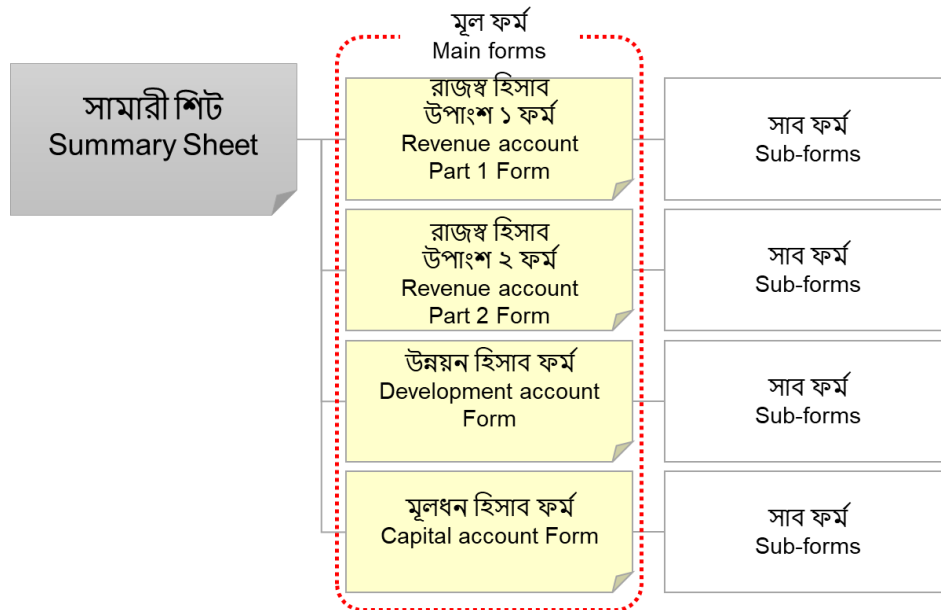 মূল ফর্ম
Main forms
সামারী শিট
Summary Sheet
রাজস্ব হিসাব
উপাংশ ১ ফর্ম
Revenue account
Part 1 Form
সাব ফর্ম
Sub-forms
রাজস্ব হিসাব
উপাংশ ২ ফর্ম
Revenue account
Part 2 Form
সাব ফর্ম
Sub-forms
উন্নয়ন হিসাব ফর্ম
Development account
Form
সাব ফর্ম
Sub-forms
মূলধন হিসাব ফর্ম
Capital account Form
সাব ফর্ম
Sub-forms